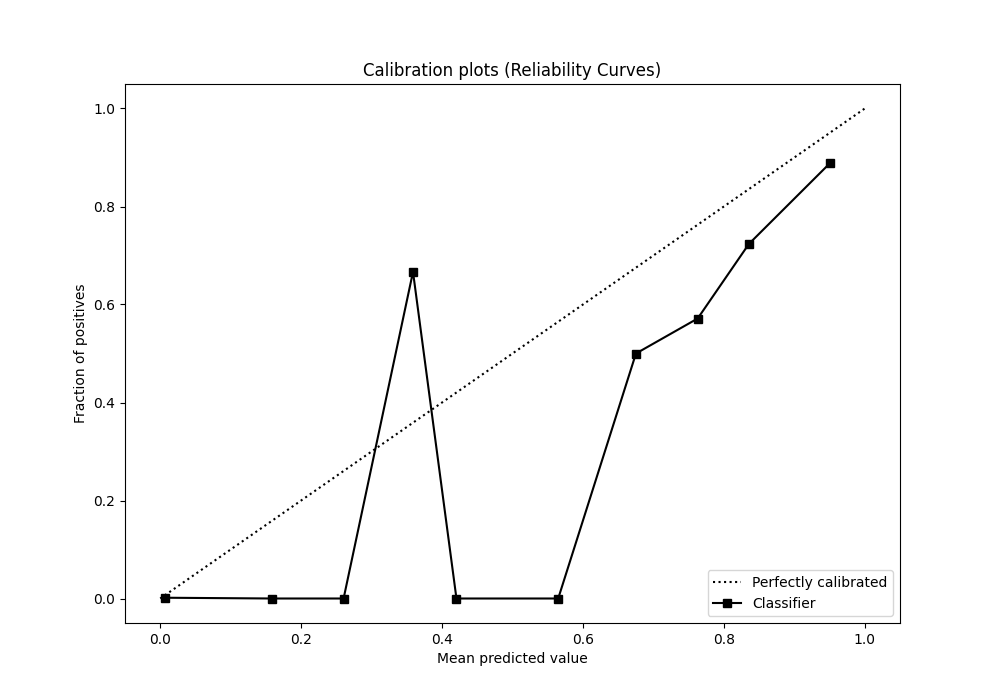 Calibration plots (Reliability Curves)
1.0
0.8
0.6
0.4
0.2
0.0
Fraction of positives
0.0 0.2 0.4 0.6 0.8 1.0
Mean predicted value
Perfectly calibrated
Classifier